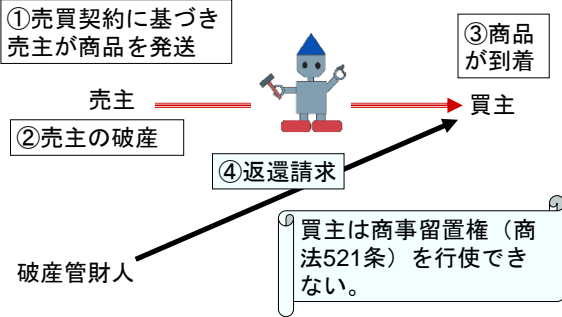 ①売買契約に基づき
売主が商品を発送
③商品
が到着
売主
買主
②売主の破産
④返還請求
買主は商事留置権（商
法521条）を行使でき
ない。
破産管財人